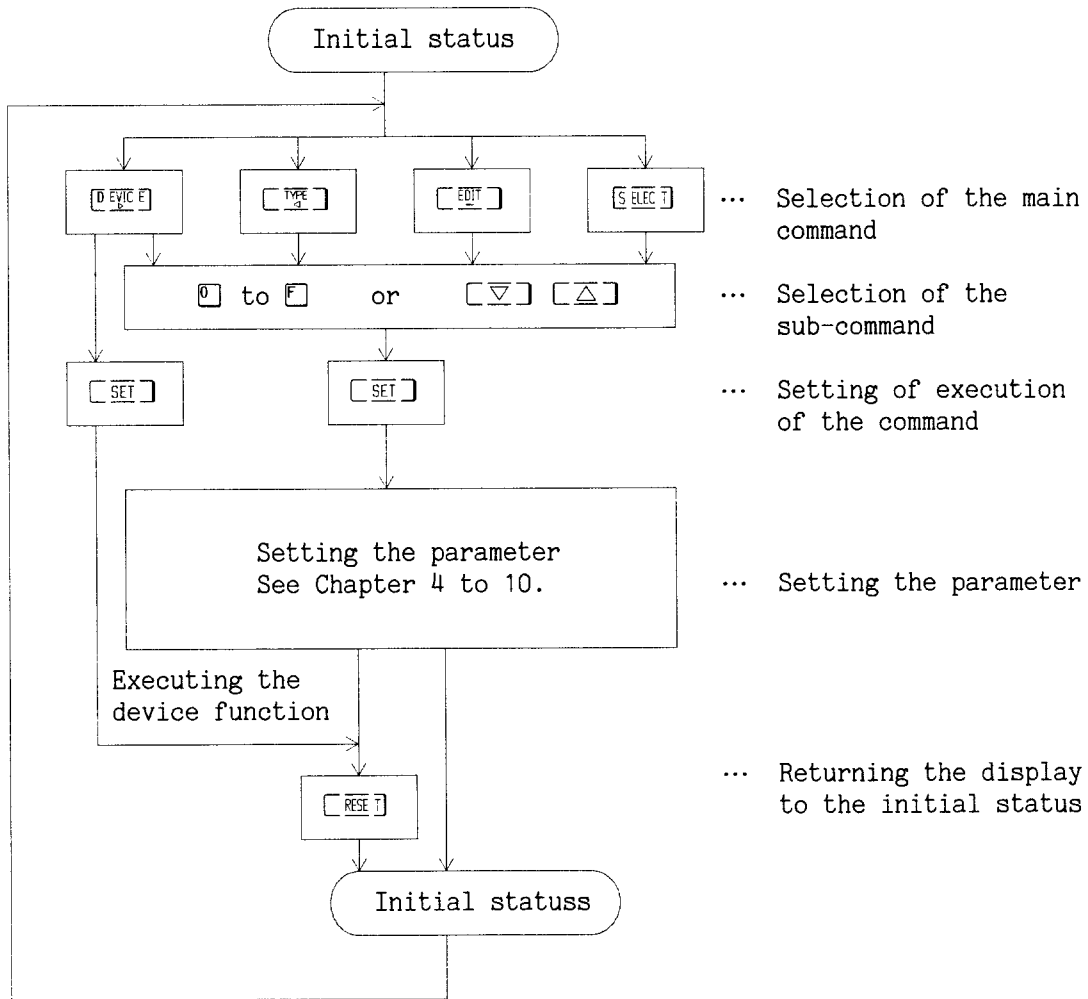 Initial status
DEVICE
TYPE
EDIT
SELECT
... Selection of the main
command
0 to F or ▽ △
... Selection of the
sub-command
SET
SET
... Setting of execution
of the command
Setting the parameter
See Chapter 4 to 10.
... Setting the parameter
Executing the
device function
RESET
... Returning the display
to the initial status
Initial statuss